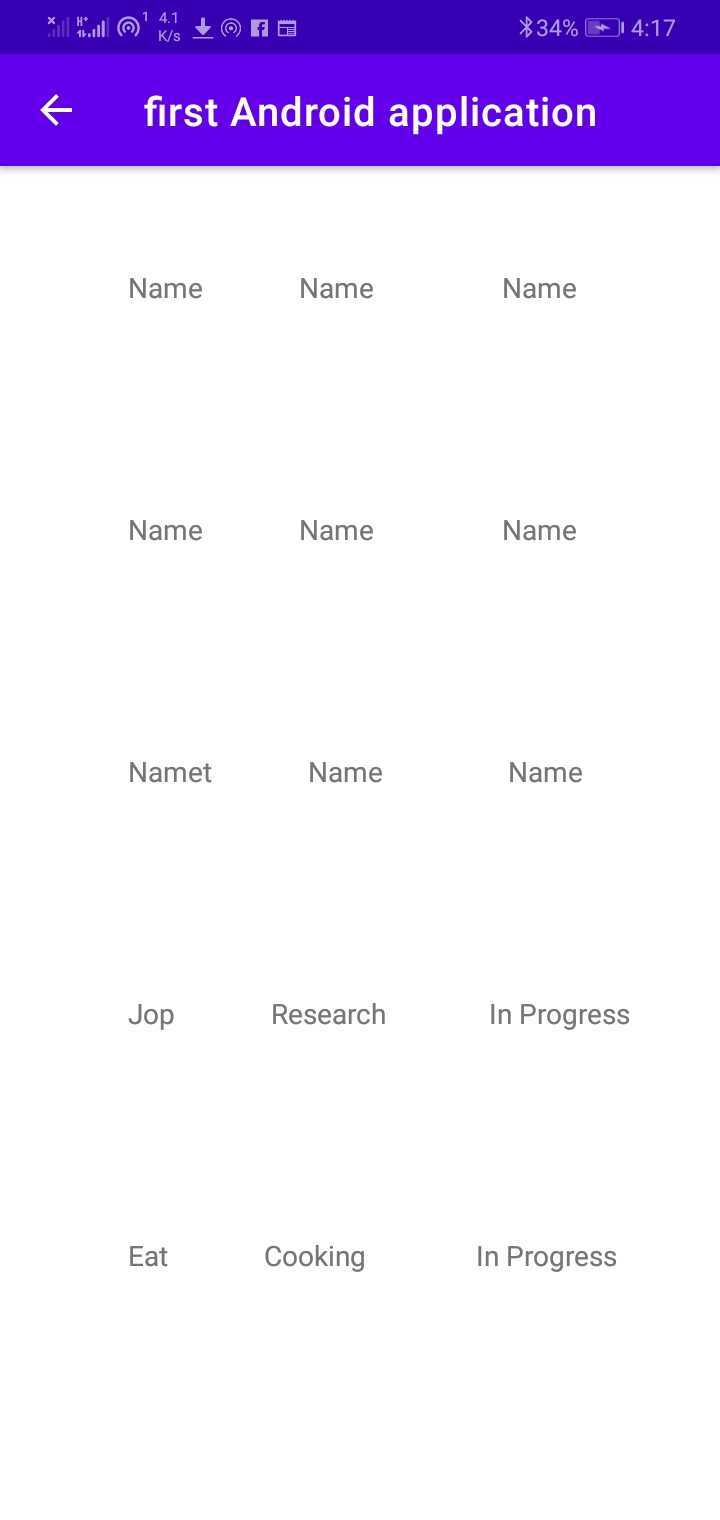 H+ 1 4.1 K/s 34% 4:17
first Android application
Name Name Name
Name Name Name
Namet Name Name
Jop Research In Progress
Eat Cooking In Progress